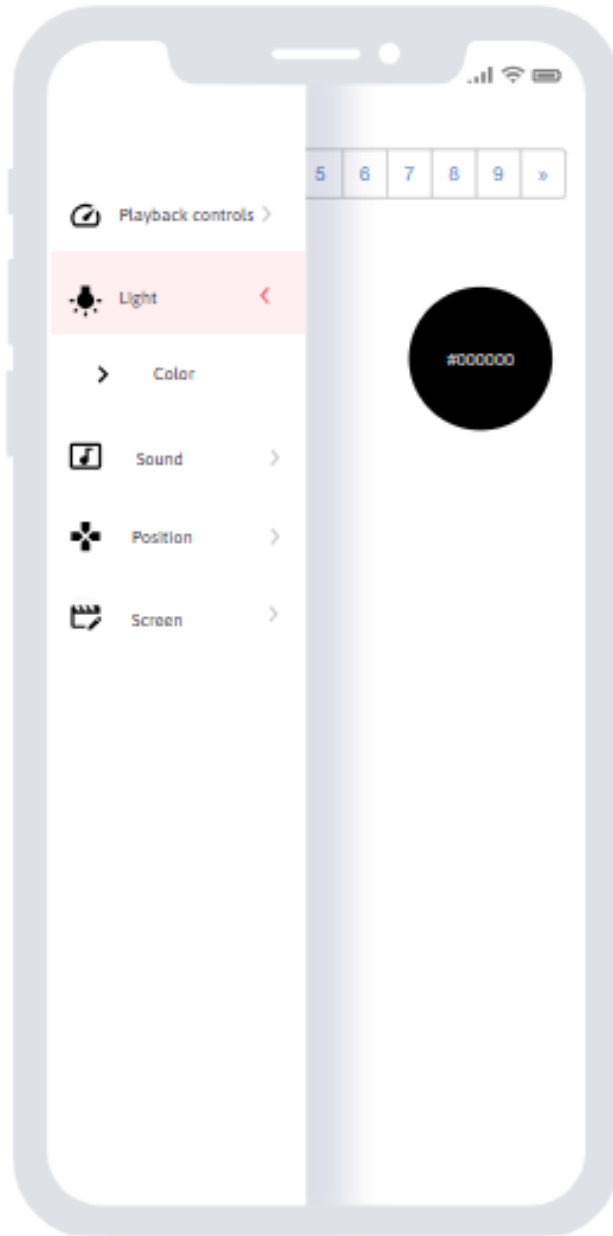 5 6 7 8 9 »
Playback controls
Light
#000000
Color
Sound
Position
Screen